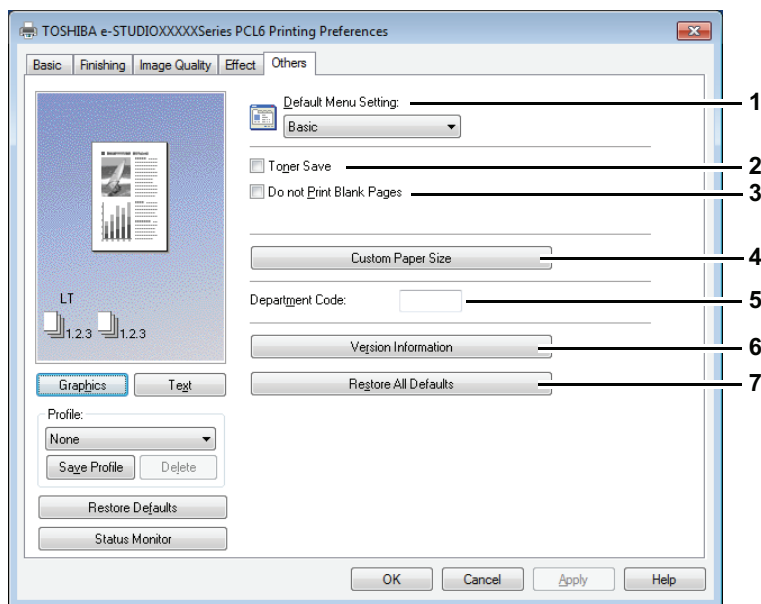 TOSHIBA e-STUDIOXXXXXSeries PCL6 Printing Preferences
Basic Finishing Image Quality Effect Others
Default Menu Setting: 1
Basic
Toner Save 2
Do not Print Blank Pages 3
Custom Paper Size 4
LT
1.2.3 1.2.3
Department Code: 5
Version Information 6
Graphics Text
Restore All Defaults 7
Profile:
None
Save Profile Delete
Restore Defaults
Status Monitor
OK Cancel Apply Help